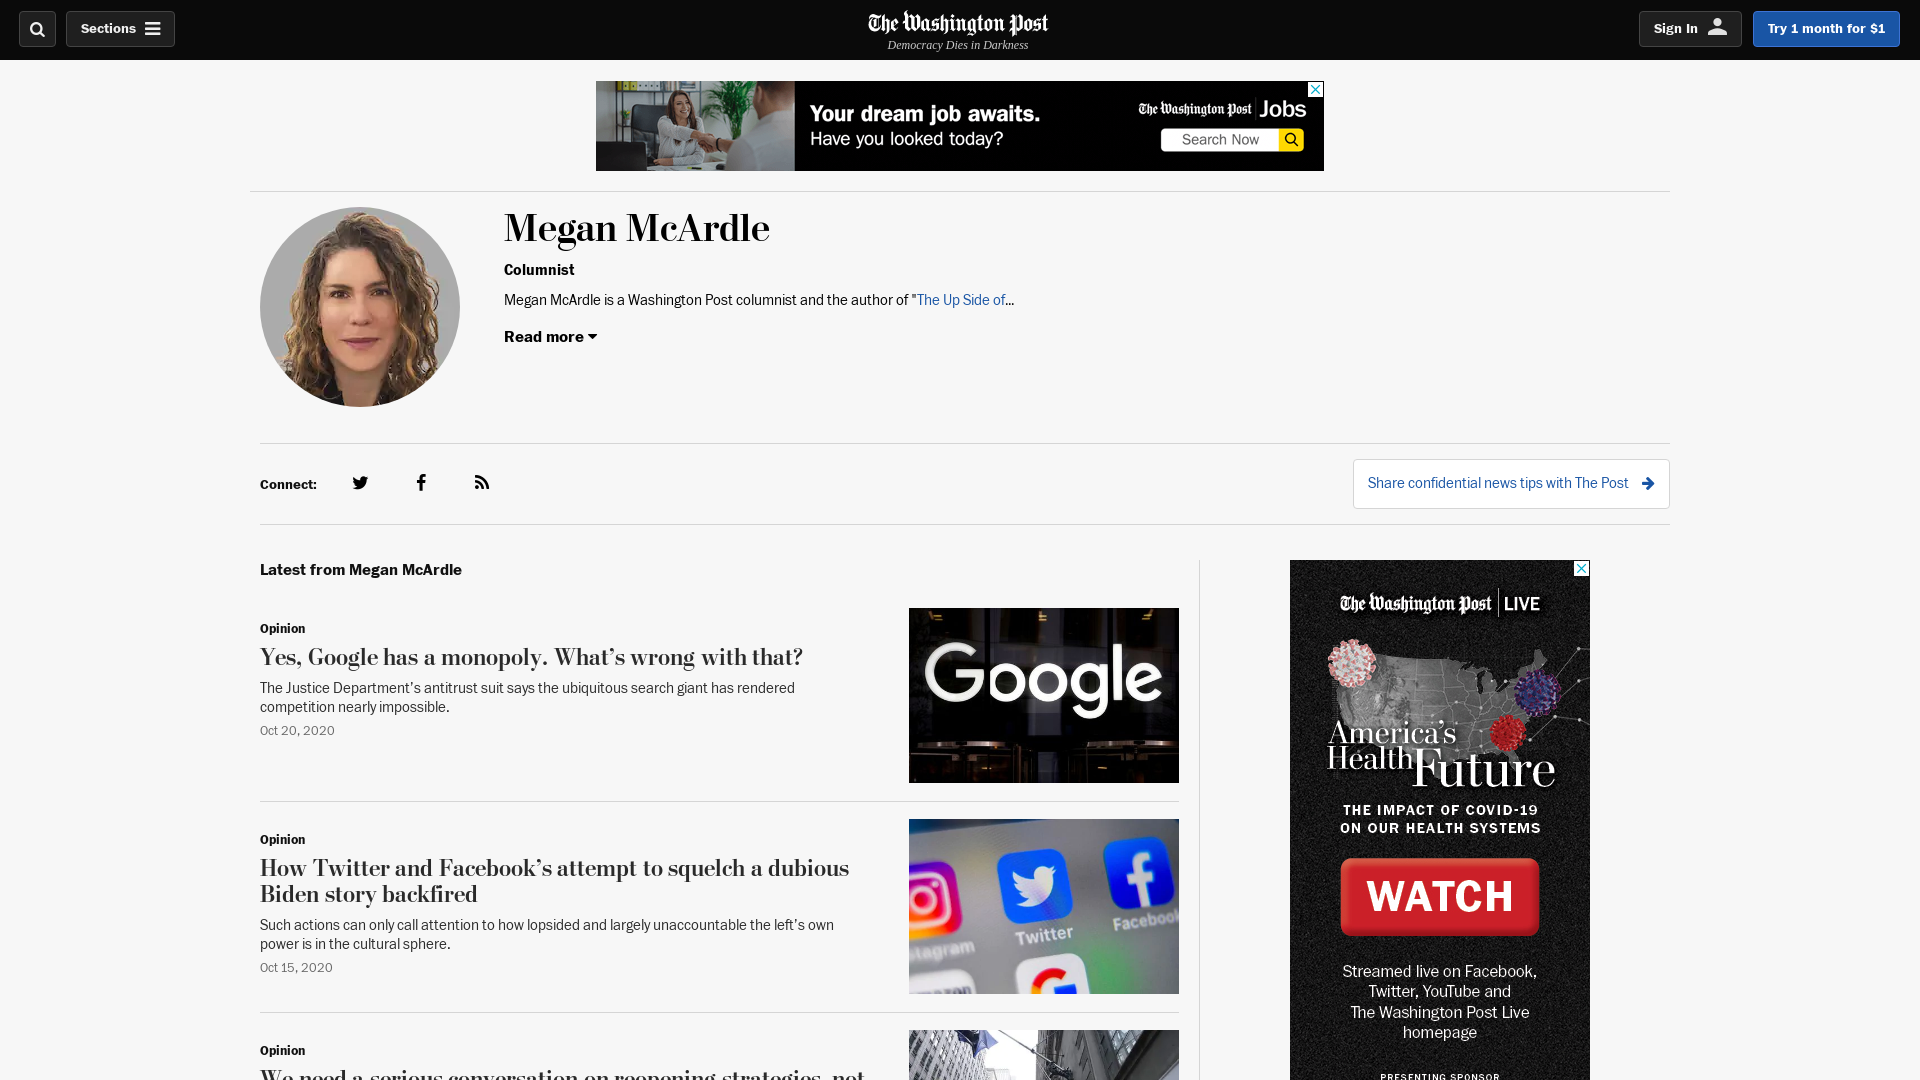 Sections
The Washington Post
Democracy Dies in Darkness
Sign In
Try 1 month for $1
Your dream job awaits.
Have you looked today?
The Washington Post Jobs
Search Now
Megan McArdle
Columnist
Megan McArdle is a Washington Post columnist and the author of "The Up Side of...
Read more
Connect:
Share confidential news tips with The Post
Latest from Megan McArdle
Opinion
Yes, Google has a monopoly. What’s wrong with that?
The Justice Department’s antitrust suit says the ubiquitous search giant has rendered
competition nearly impossible.
Oct 20, 2020
Google
Opinion
How Twitter and Facebook’s attempt to squelch a dubious
Biden story backfired
Such actions can only call attention to how lopsided and largely unaccountable the left’s own
power is in the cultural sphere.
Oct 15, 2020
stagram
Twitter
Facebook
Opinion
We need a serious conversation on reopening strategies, not
The Washington Post LIVE
America’s
Health Future
THE IMPACT OF COVID-19
ON OUR HEALTH SYSTEMS
WATCH
Streamed live on Facebook,
Twitter, YouTube and
The Washington Post Live
homepage
PRESENTING SPONSOR